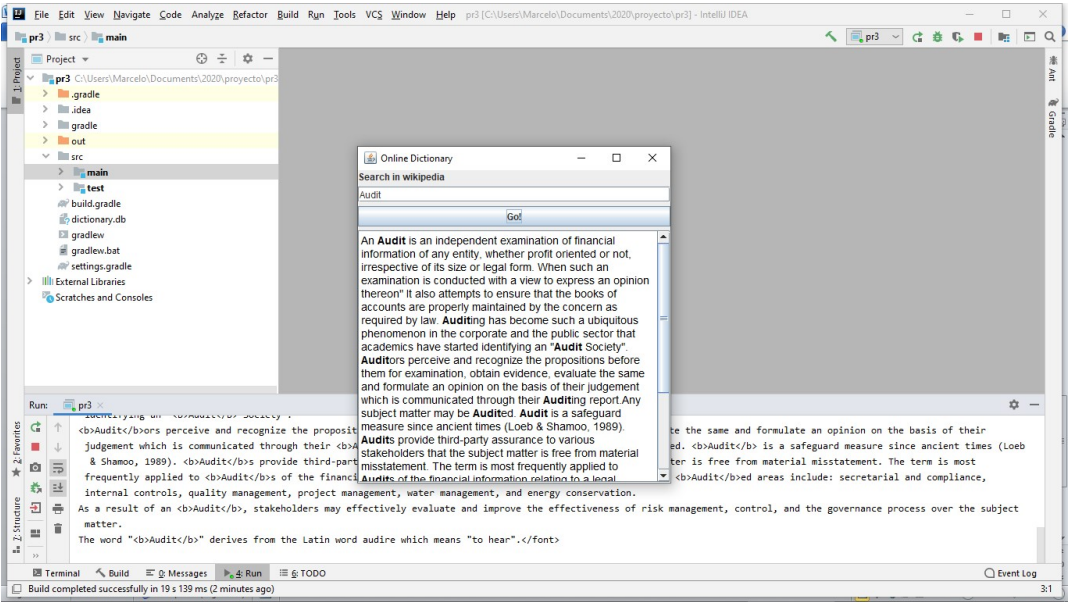 File Edit View Navigate Code Analyze Refactor Build Run Tools VCS Window Help pr3 [C:\Users\Marcelo\Documents\2020\proyecto\pr3] - IntelliJ IDEA
pr3 src main pr3
Project
1: Project
pr3 C:\Users\Marcelo\Documents\2020\proyecto\pr3
.gradle
.idea
gradle
out
src
main
test
build.gradle
dictionary.db
gradlew
gradlew.bat
settings.gradle
External Libraries
Scratches and Consoles
Ant
Gradle
Online Dictionary
Search in wikipedia
Audit
Go!
An Audit is an independent examination of financial
information of any entity, whether profit oriented or not,
irrespective of its size or legal form. When such an
examination is conducted with a view to express an opinion
thereon" It also attempts to ensure that the books of
accounts are properly maintained by the concern as
required by law. Auditing has become such a ubiquitous
phenomenon in the corporate and the public sector that
academics have started identifying an "Audit Society".
Auditors perceive and recognize the propositions before
them for examination, obtain evidence, evaluate the same
and formulate an opinion on the basis of their judgement
which is communicated through their Auditing report.Any
subject matter may be Audited. Audit is a safeguard
measure since ancient times (Loeb & Shamoo, 1989).
Audits provide third-party assurance to various
stakeholders that the subject matter is free from material
misstatement. The term is most frequently applied to
Audits of the financial information relating to a legal
Run: pr3
identifying an "<b>Audit</b> Society".
<b>Audit</b>ors perceive and recognize the proposit te the same and formulate an opinion on the basis of their
judgement which is communicated through their <b>A ed. <b>Audit</b> is a safeguard measure since ancient times (Loeb
& Shamoo, 1989). <b>Audit</b>s provide third-part ter is free from material misstatement. The term is most
frequently applied to <b>Audit</b>s of the financi <b>Audit</b>ed areas include: secretarial and compliance,
internal controls, quality management, project management, water management, and energy conservation.
As a result of an <b>Audit</b>, stakeholders may effectively evaluate and improve the effectiveness of risk management, control, and the governance process over the subject
matter.
The word "<b>Audit</b>" derives from the Latin word audire which means "to hear".</font>
2: Favorites
7: Structure
Terminal Build 0: Messages 4: Run 6: TODO Event Log
Build completed successfully in 19 s 139 ms (2 minutes ago) 3:1